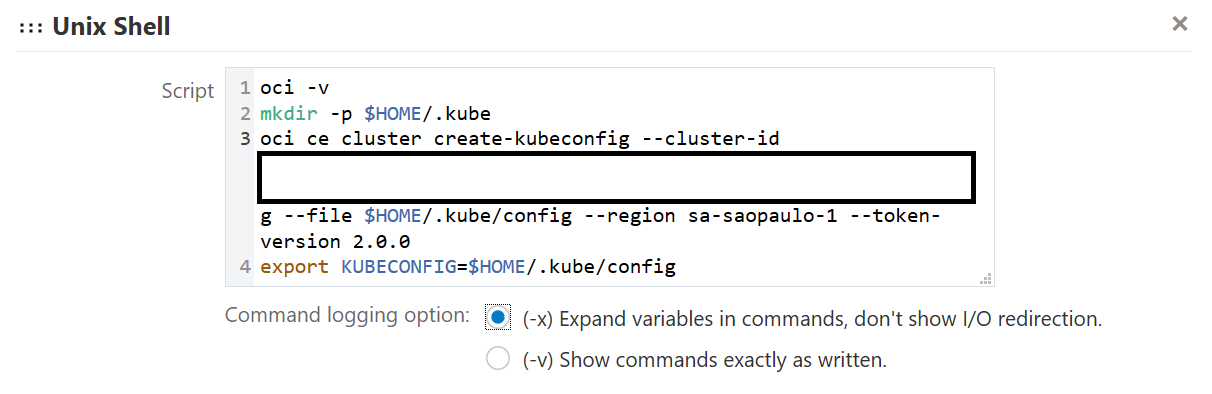 ::: Unix Shell ×
Script
1 oci -v
2 mkdir -p $HOME/.kube
3 oci ce cluster create-kubeconfig --cluster-id
g --file $HOME/.kube/config --region sa-saopaulo-1 --token-
version 2.0.0
4 export KUBECONFIG=$HOME/.kube/config
Command logging option: (-x) Expand variables in commands, don't show I/O redirection.
(-v) Show commands exactly as written.